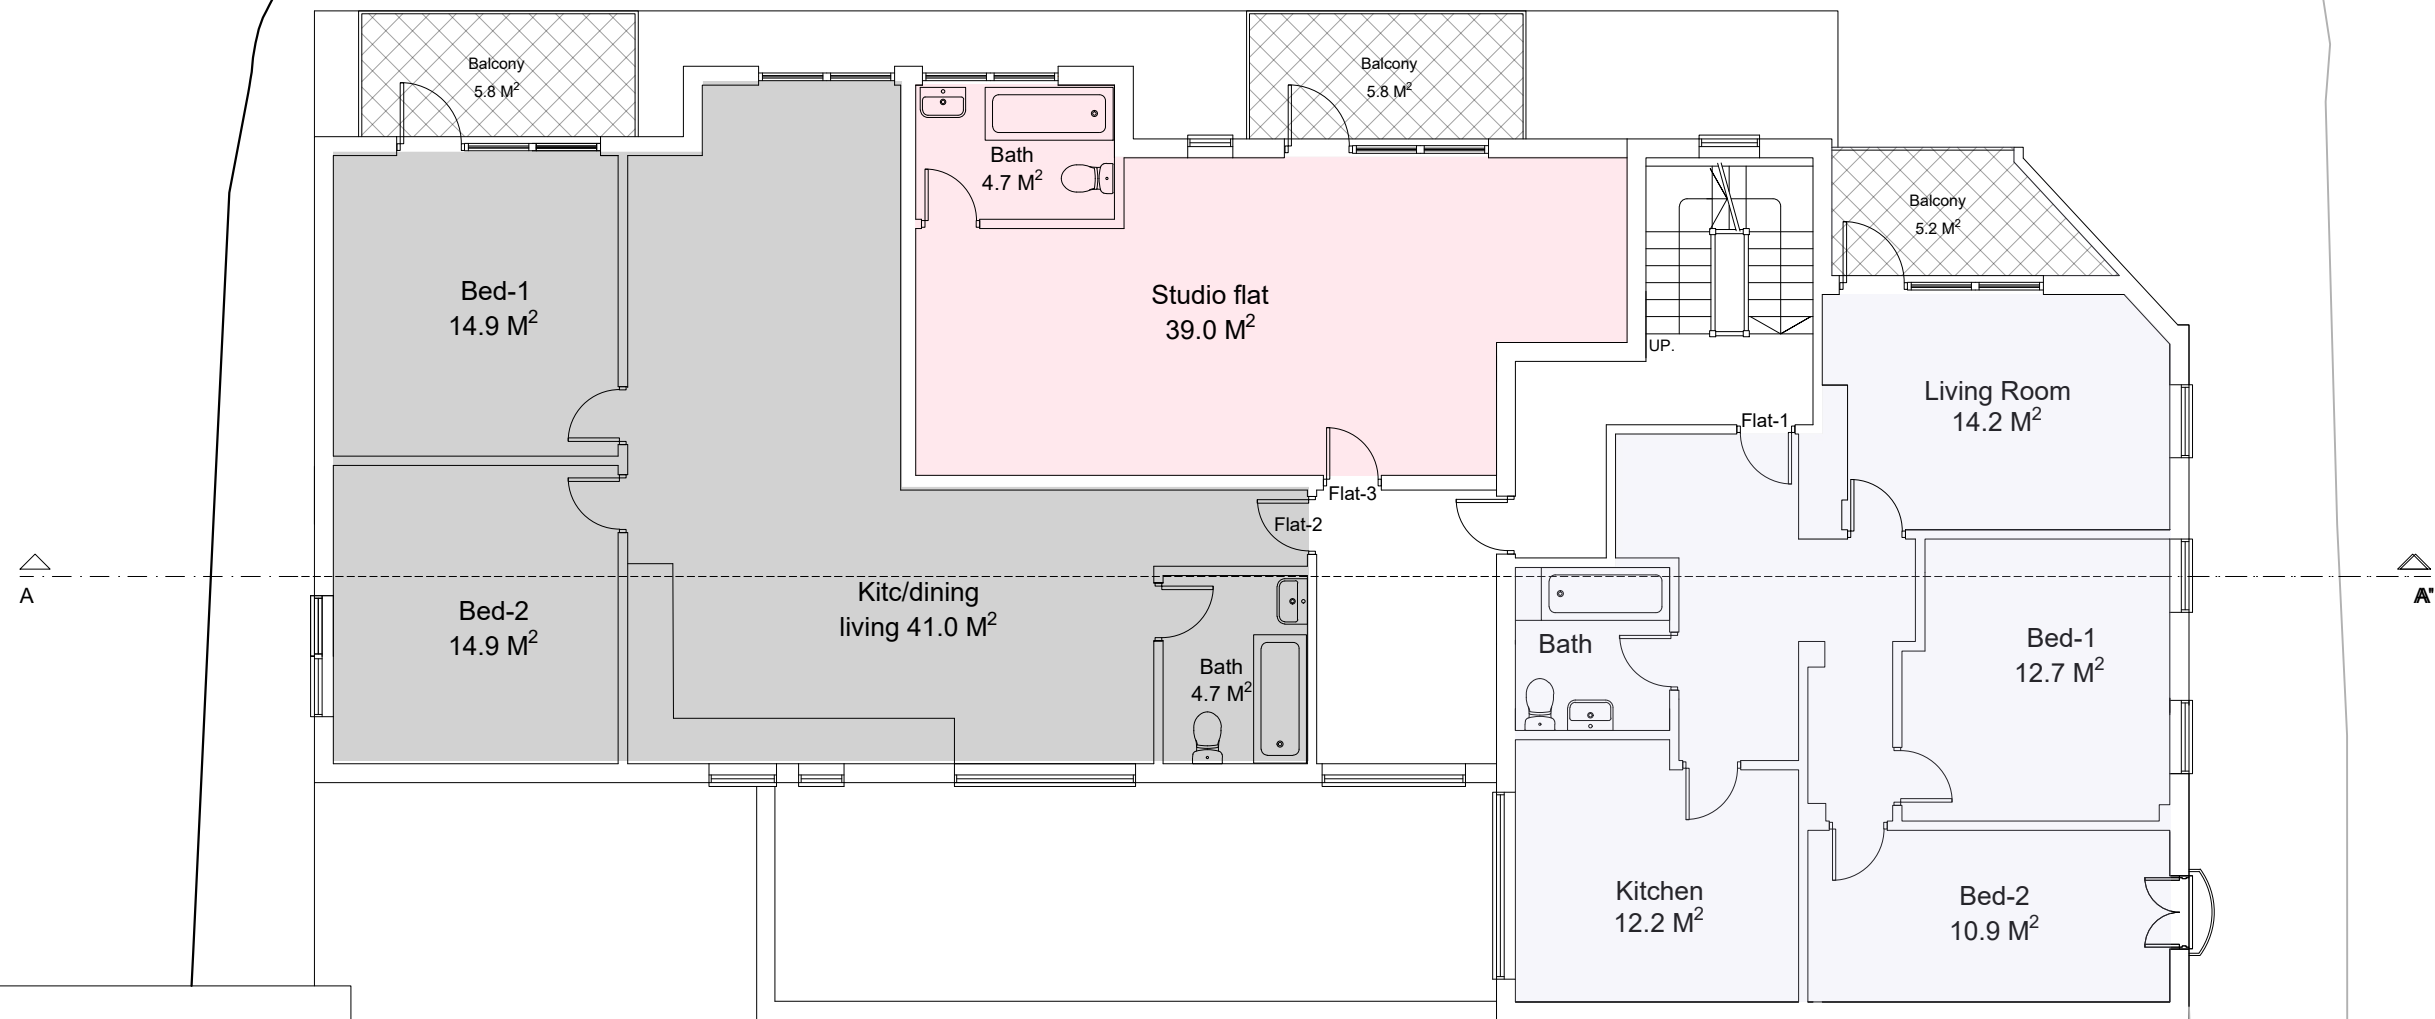 Balcony
5.8 M²
Balcony
5.8 M²
Bath
4.7 M²
Balcony
5.2 M²
Bed-1
14.9 M²
Studio flat
39.0 M²
UP.
Living Room
14.2 M²
Flat-1
Flat-3
Flat-2
A
A"
Kitc/dining
living 41.0 M²
Bed-2
14.9 M²
Bath
Bed-1
12.7 M²
Bath
4.7 M²
Kitchen
12.2 M²
Bed-2
10.9 M²